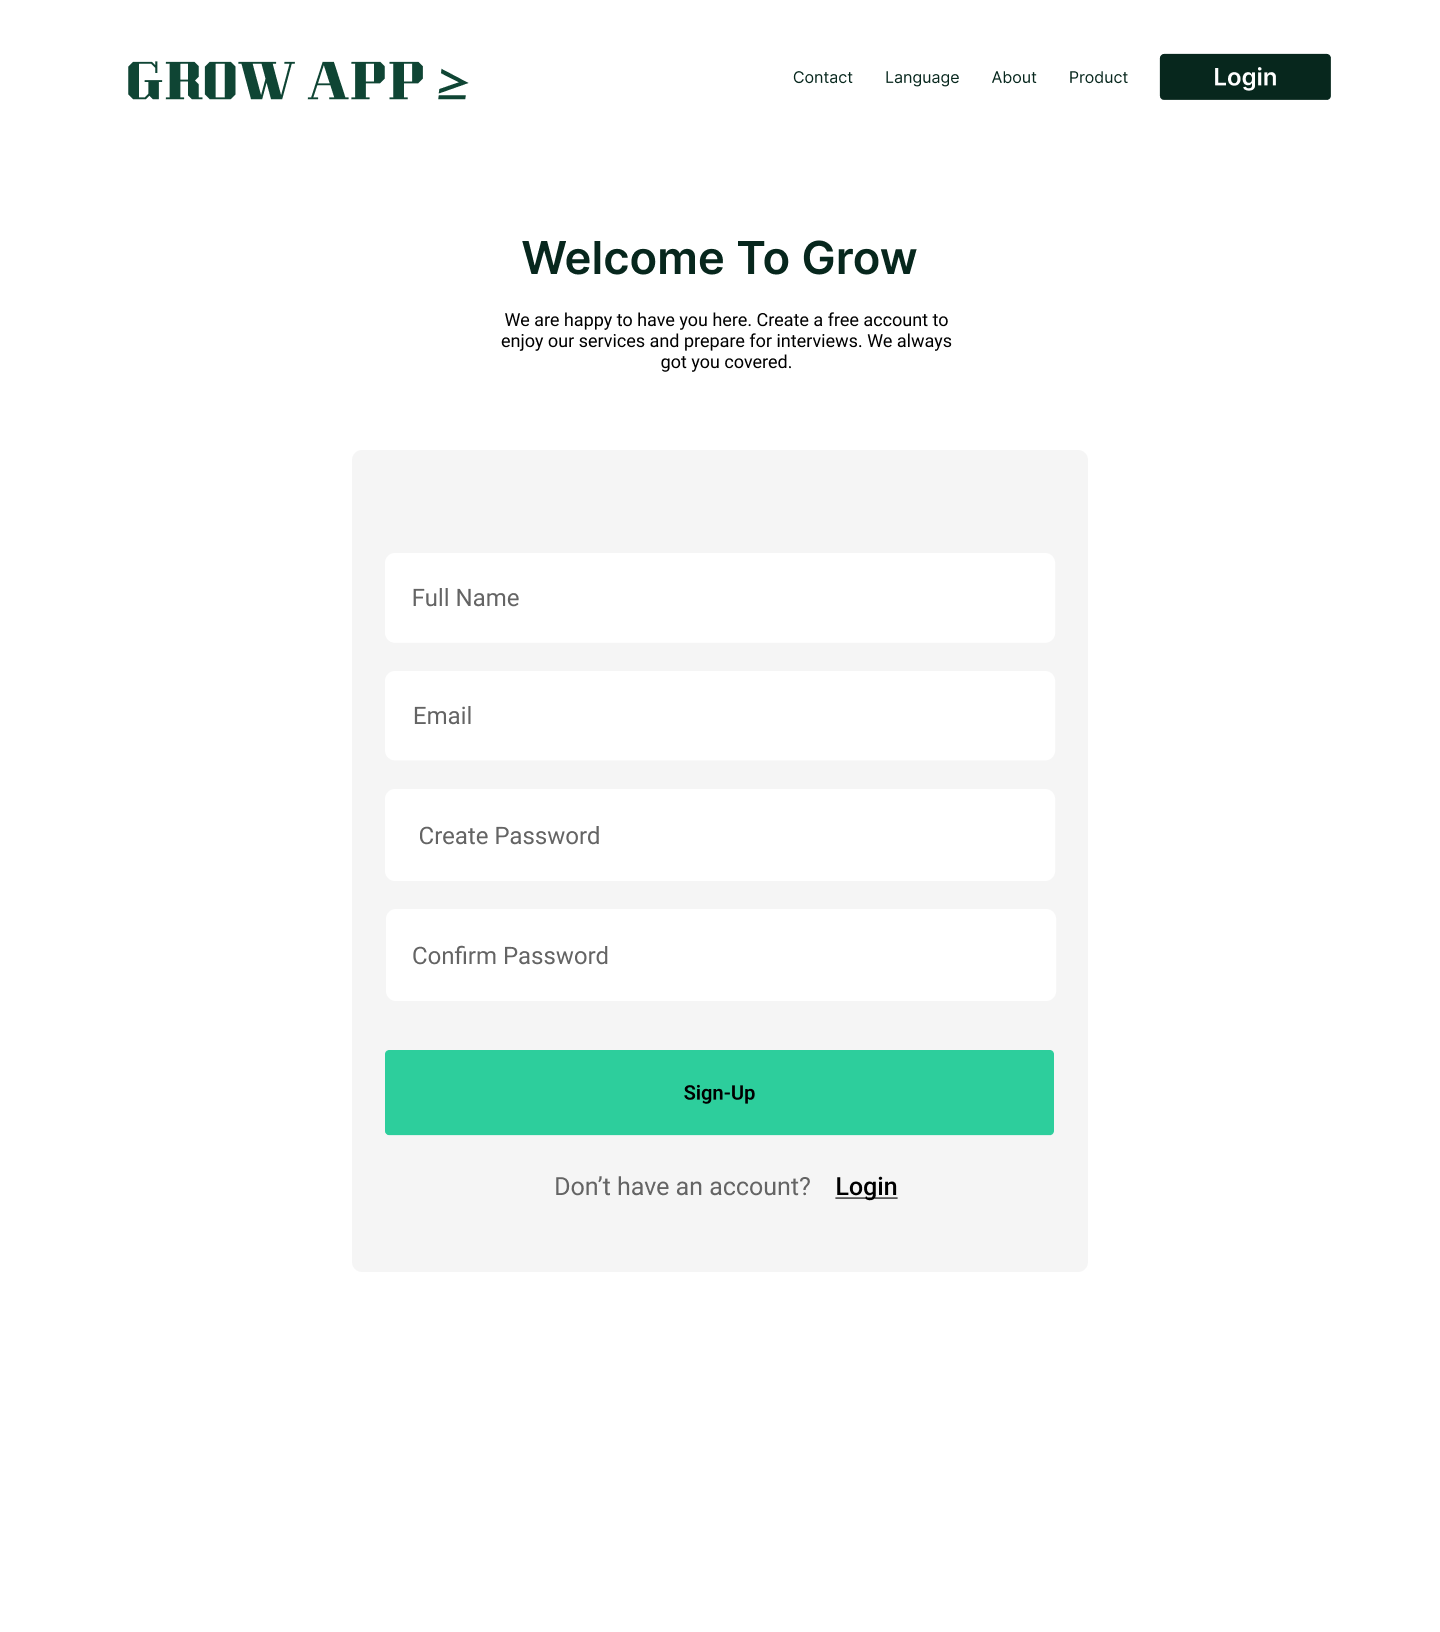 GROW APP ≥
Contact Language About Product Login
Welcome To Grow
We are happy to have you here. Create a free account to
enjoy our services and prepare for interviews. We always
got you covered.
Full Name
Email
Create Password
Confirm Password
Sign-Up
Don’t have an account? Login